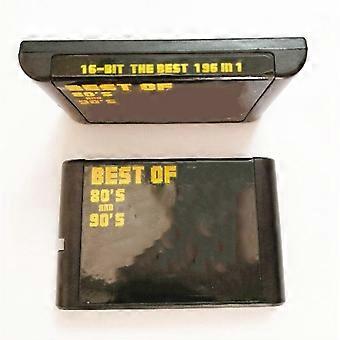 16-BIT THE BEST 196 IN 1
BEST OF
80'S
AND
90'S
BEST OF
80'S
AND
90'S